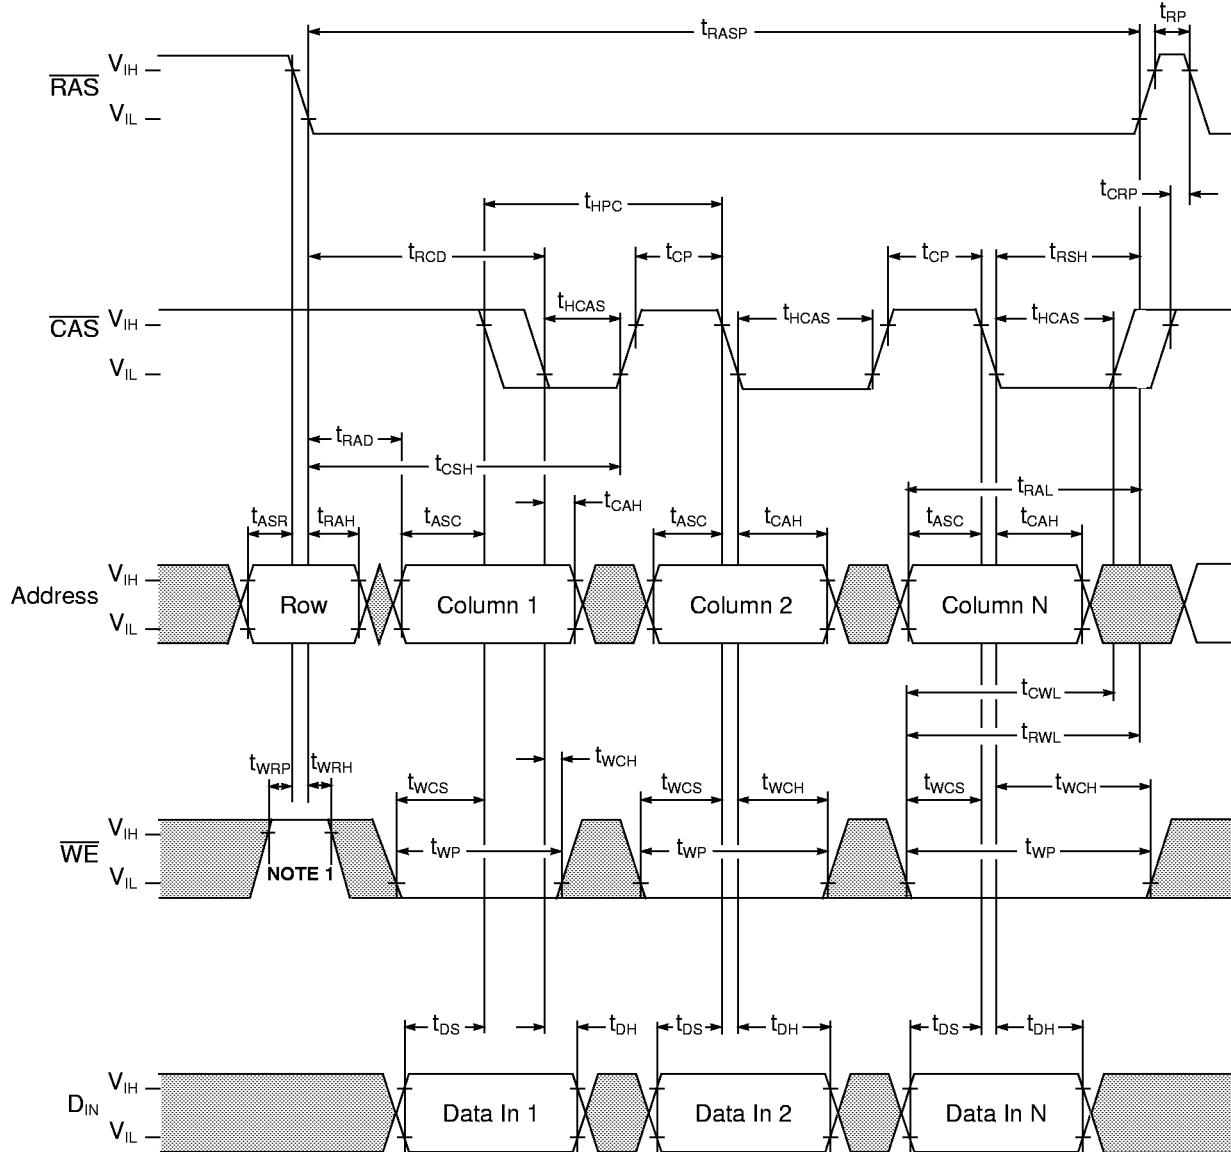 tRP
tRASP
VIH
RAS
VIL
tCRP
tHPC
tRCD tCP tCP tRSH
tHCAS tHCAS tHCAS
VIH
CAS
VIL
tRAD
tCSH
tRAL
tCAH
tASR tRAH tASC tASC tCAH tASC tCAH
VIH
Address Row Column 1 Column 2 Column N
VIL
tCWL
tRWL
tWRP tWRH tWCH
tWCS tWCS tWCH tWCS tWCH
VIH
WE tWP tWP tWP
NOTE 1
VIL
tDS tDH tDS tDH tDS tDH
VIH
DIN Data In 1 Data In 2 Data In N
VIL